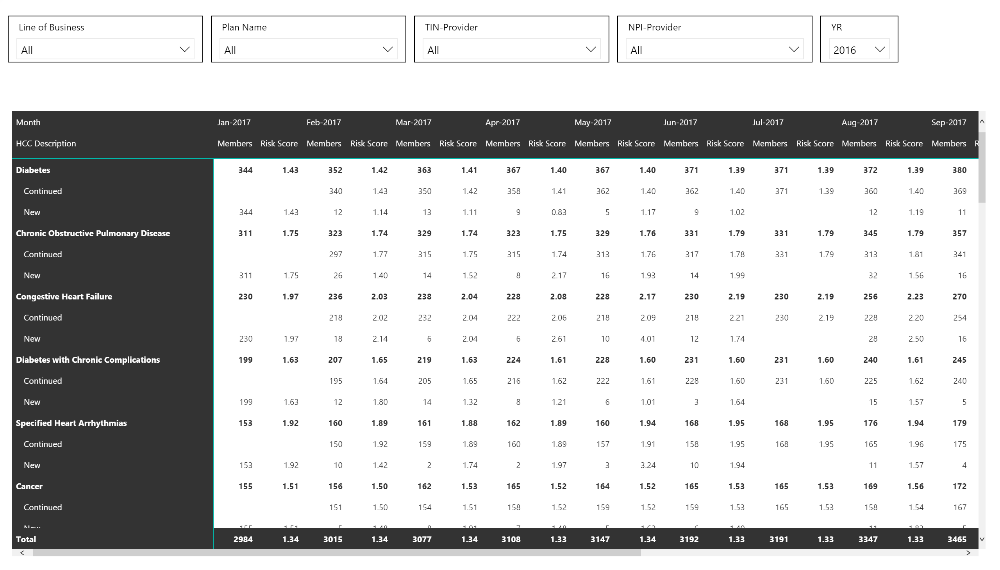 Line of Business Plan Name TIN-Provider NPI-Provider YR
All All All All 2016
Month Jan-2017 Feb-2017 Mar-2017 Apr-2017 May-2017 Jun-2017 Jul-2017 Aug-2017 Sep-2017
HCC Description Members Risk Score Members Risk Score Members Risk Score Members Risk Score Members Risk Score Members Risk Score Members Risk Score Members Risk Score Members
Diabetes 344 1.43 352 1.42 363 1.41 367 1.40 367 1.40 371 1.39 371 1.39 372 1.39 380
Continued 340 1.43 350 1.42 358 1.41 362 1.40 362 1.40 371 1.39 360 1.40 369
New 344 1.43 12 1.14 13 1.11 9 0.83 5 1.17 9 1.02 12 1.19 11
Chronic Obstructive Pulmonary Disease 311 1.75 323 1.74 329 1.74 323 1.75 329 1.76 331 1.79 331 1.79 345 1.79 357
Continued 297 1.77 315 1.75 315 1.74 313 1.76 317 1.78 331 1.79 313 1.81 341
New 311 1.75 26 1.40 14 1.52 8 2.17 16 1.93 14 1.99 32 1.56 16
Congestive Heart Failure 230 1.97 236 2.03 238 2.04 228 2.08 228 2.17 230 2.19 230 2.19 256 2.23 270
Continued 218 2.02 232 2.04 222 2.06 218 2.09 218 2.21 230 2.19 228 2.20 254
New 230 1.97 18 2.14 6 2.04 6 2.61 10 4.01 12 1.74 28 2.50 16
Diabetes with Chronic Complications 199 1.63 207 1.65 219 1.63 224 1.61 228 1.60 231 1.60 231 1.60 240 1.61 245
Continued 195 1.64 205 1.65 216 1.62 222 1.61 228 1.60 231 1.60 225 1.62 240
New 199 1.63 12 1.80 14 1.32 8 1.21 6 1.01 3 1.64 15 1.57 5
Specified Heart Arrhythmias 153 1.92 160 1.89 161 1.88 162 1.89 160 1.94 168 1.95 168 1.95 176 1.94 179
Continued 150 1.92 159 1.89 160 1.89 157 1.91 158 1.95 168 1.95 165 1.96 175
New 153 1.92 10 1.42 2 1.74 2 1.97 3 3.24 10 1.94 11 1.57 4
Cancer 155 1.51 156 1.50 162 1.53 165 1.52 164 1.52 165 1.53 165 1.53 169 1.56 172
Continued 151 1.50 154 1.51 158 1.52 159 1.52 159 1.53 165 1.53 158 1.54 167
New
Total 2984 1.34 3015 1.34 3077 1.34 3108 1.33 3147 1.34 3192 1.33 3191 1.33 3347 1.33 3465